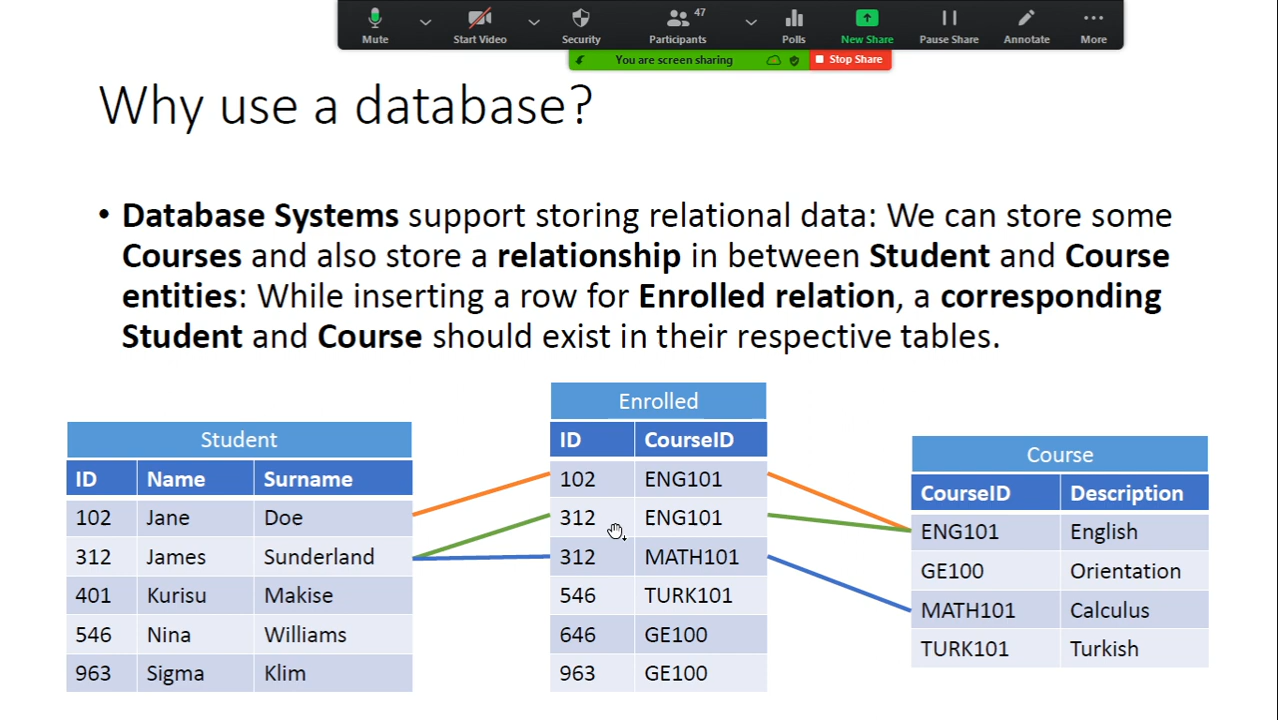 47
Mute Start Video Security Participants Polls New Share Pause Share Annotate More
You are screen sharing Stop Share
Why use a database?
• Database Systems support storing relational data: We can store some
Courses and also store a relationship in between Student and Course
entities: While inserting a row for Enrolled relation, a corresponding
Student and Course should exist in their respective tables.
Student
ID Name Surname
102 Jane Doe
312 James Sunderland
401 Kurisu Makise
546 Nina Williams
963 Sigma Klim
Enrolled
ID CourseID
102 ENG101
312 ENG101
312 MATH101
546 TURK101
646 GE100
963 GE100
Course
CourseID Description
ENG101 English
GE100 Orientation
MATH101 Calculus
TURK101 Turkish